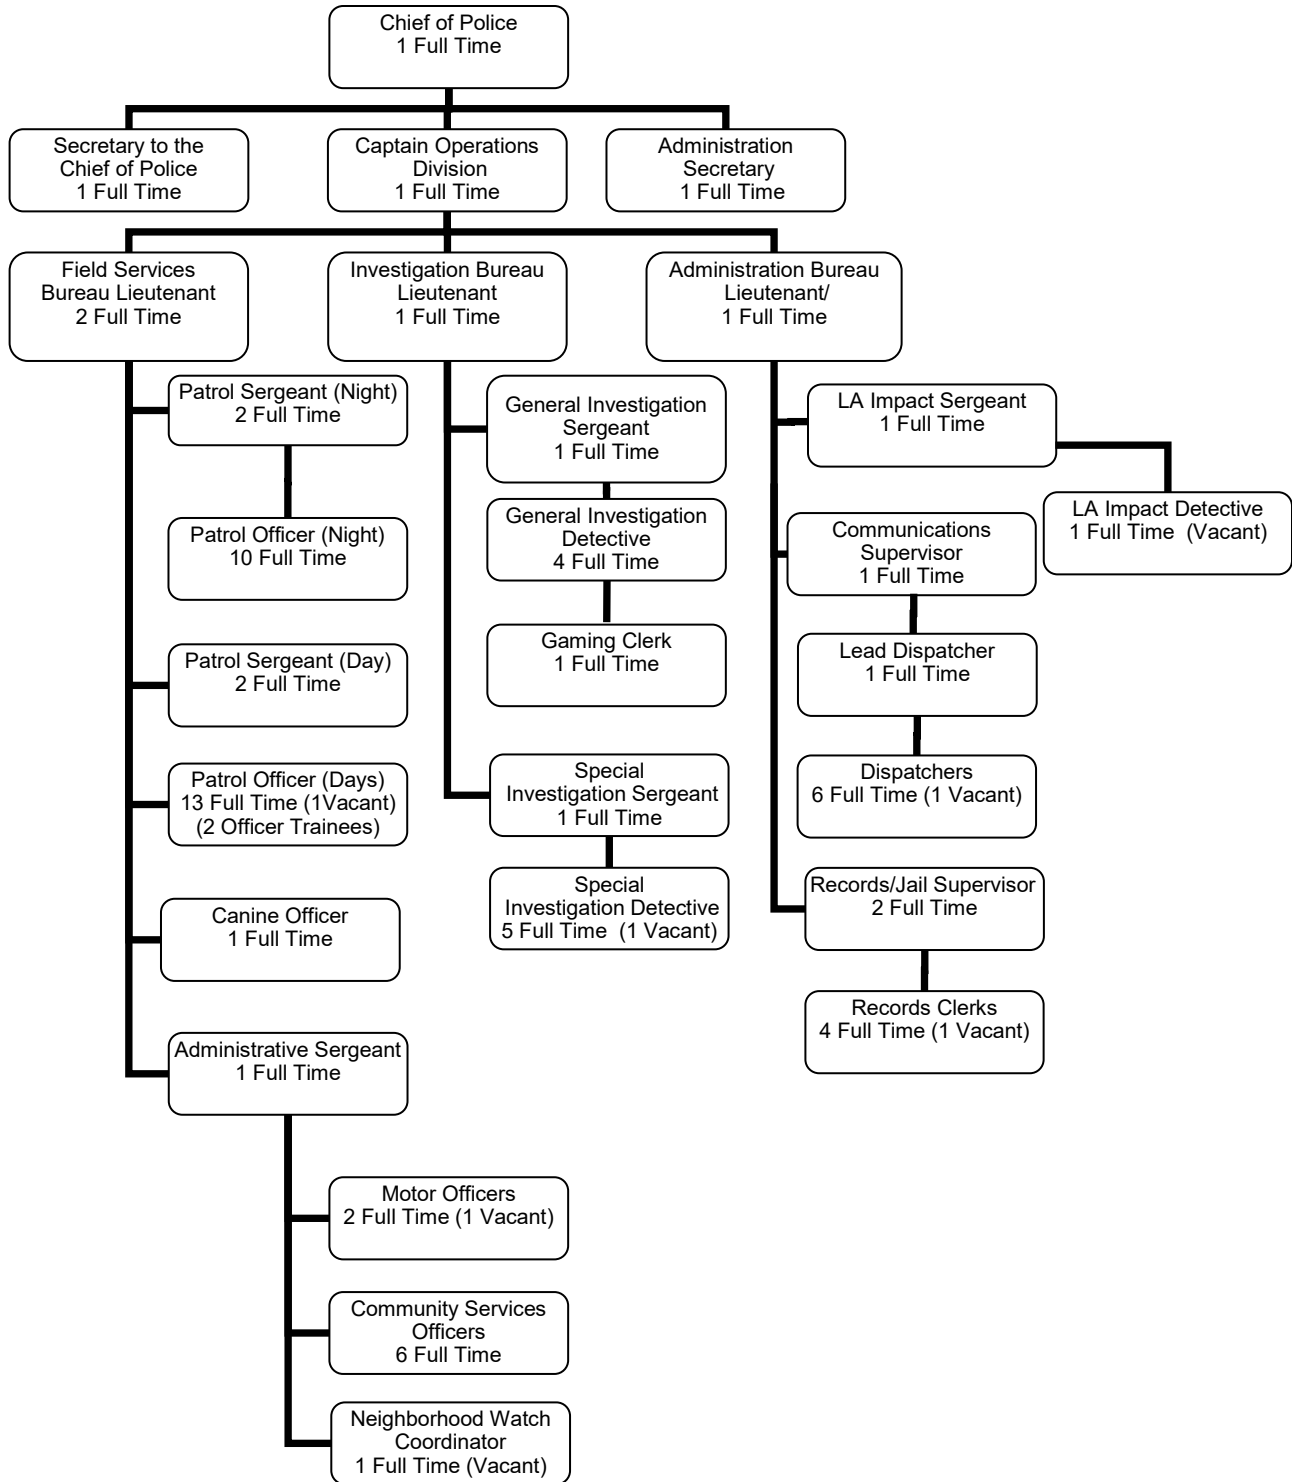 Chief of Police
1 Full Time
Secretary to the
Chief of Police
1 Full Time
Captain Operations
Division
1 Full Time
Administration
Secretary
1 Full Time
Field Services
Bureau Lieutenant
2 Full Time
Investigation Bureau
Lieutenant
1 Full Time
Administration Bureau
Lieutenant/
1 Full Time
Patrol Sergeant (Night)
2 Full Time
Patrol Officer (Night)
10 Full Time
Patrol Sergeant (Day)
2 Full Time
Patrol Officer (Days)
13 Full Time (1Vacant)
(2 Officer Trainees)
Canine Officer
1 Full Time
Administrative Sergeant
1 Full Time
Motor Officers
2 Full Time (1 Vacant)
Community Services
Officers
6 Full Time
Neighborhood Watch
Coordinator
1 Full Time (Vacant)
General Investigation
Sergeant
1 Full Time
General Investigation
Detective
4 Full Time
Gaming Clerk
1 Full Time
Special
Investigation Sergeant
1 Full Time
Special
Investigation Detective
5 Full Time  (1 Vacant)
LA Impact Sergeant
1 Full Time
LA Impact Detective
1 Full Time  (Vacant)
Communications
Supervisor
1 Full Time
Lead Dispatcher
1 Full Time
Dispatchers
6 Full Time (1 Vacant)
Records/Jail Supervisor
2 Full Time
Records Clerks
4 Full Time (1 Vacant)